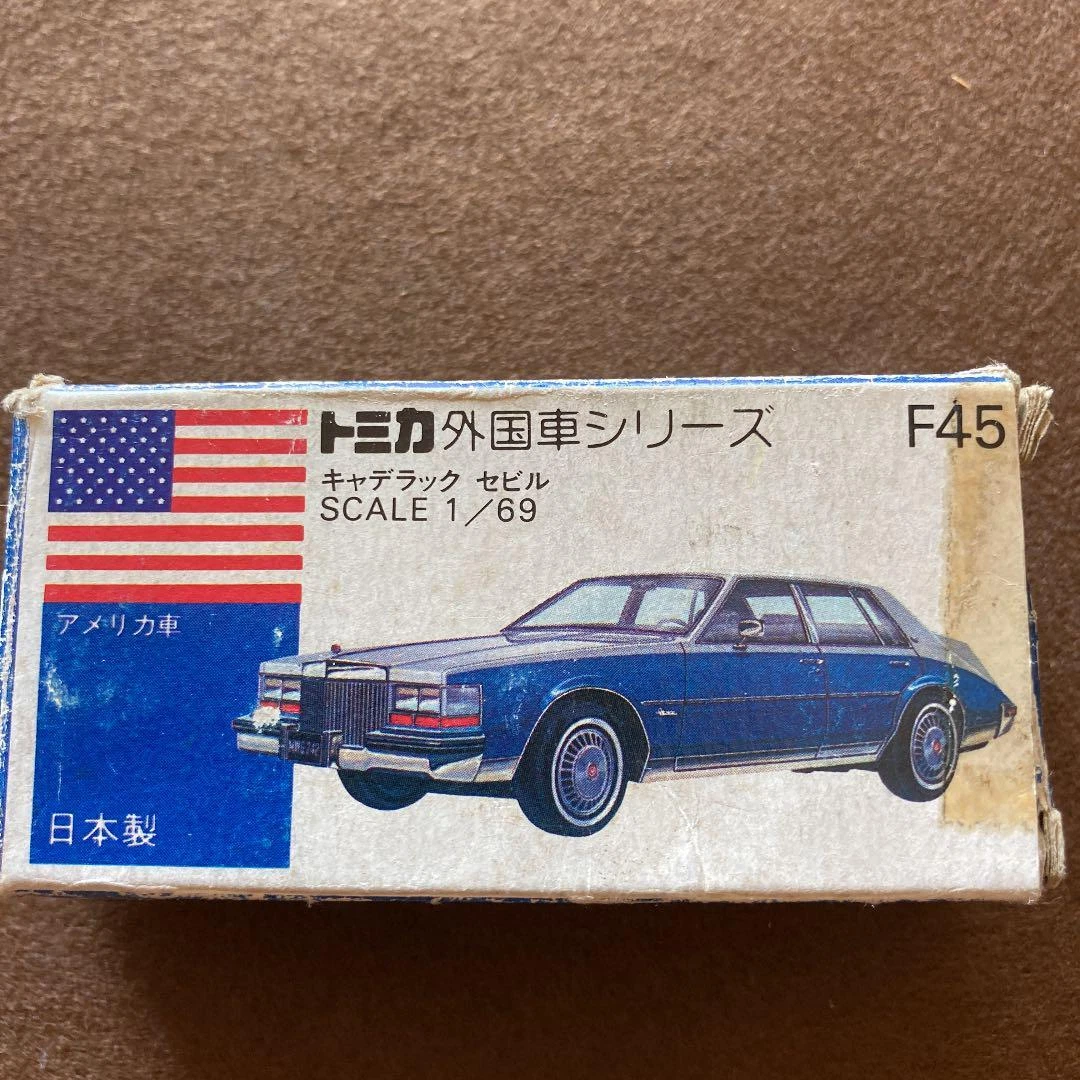 トミカ 外国車シリーズ F45
キャデラック セビル
SCALE 1/69
アメリカ車
日本製